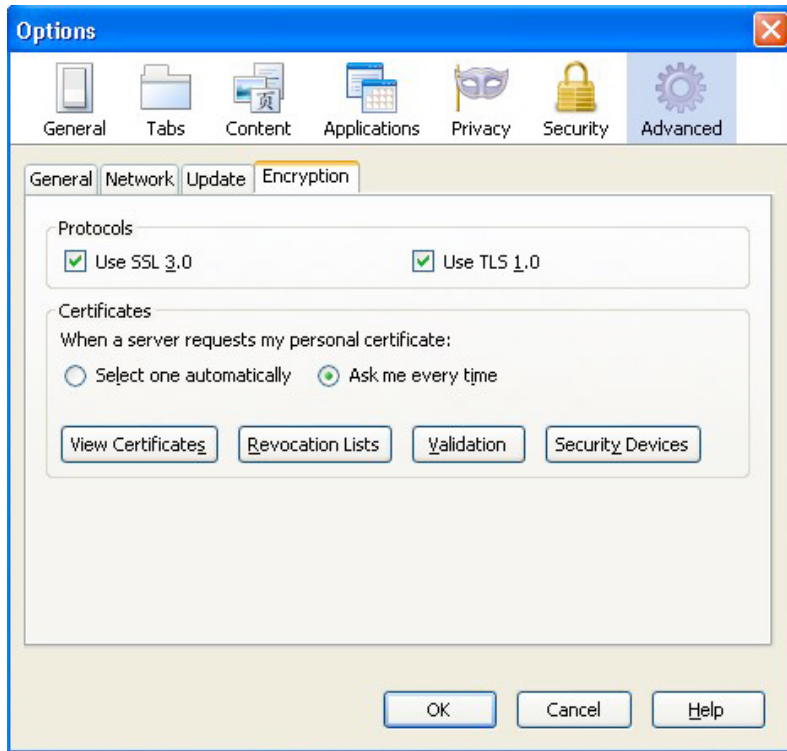 Options
General Tabs Content Applications Privacy Security Advanced
页
General Network Update Encryption
Protocols
Use SSL 3.0 Use TLS 1.0
Certificates
When a server requests my personal certificate:
Select one automatically Ask me every time
View Certificates Revocation Lists Validation Security Devices
OK Cancel Help